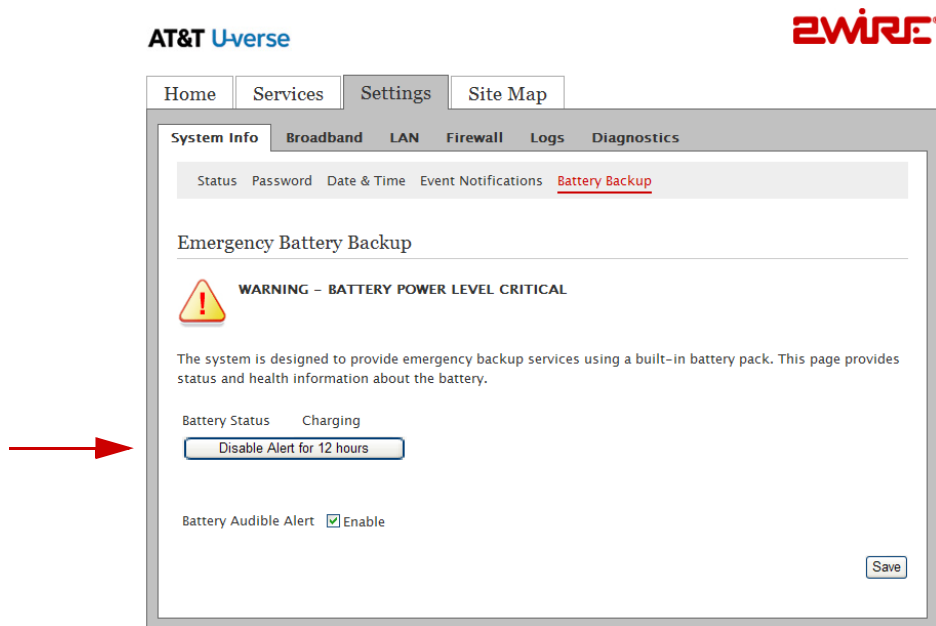 AT&T U-verse
2WIRE®
Home Services Settings Site Map
System Info Broadband LAN Firewall Logs Diagnostics
Status Password Date & Time Event Notifications Battery Backup
Emergency Battery Backup
WARNING – BATTERY POWER LEVEL CRITICAL
The system is designed to provide emergency backup services using a built-in battery pack. This page provides
status and health information about the battery.
Battery Status Charging
Disable Alert for 12 hours
Battery Audible Alert Enable
Save